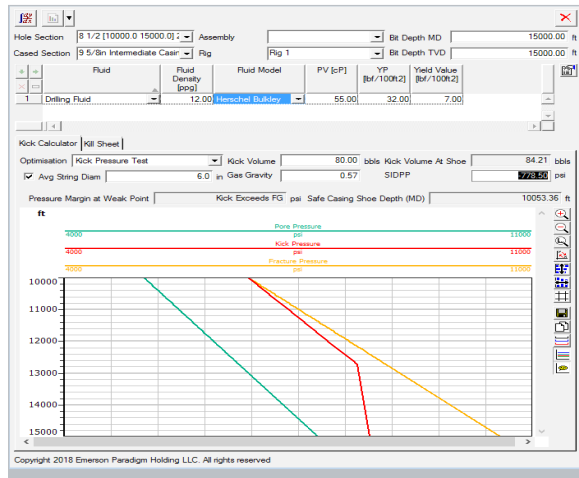 Hole Section 8 1/2 [10000.0 15000.0] Assembly Bit Depth MD 15000.00 ft
Cased Section 9 5/8in Intermediate Casir Rig Rig 1 Bit Depth TVD 15000.00 ft
Fluid Fluid Density [ppg] Fluid Model PV [cP] YP [lbf/100ft2] Yield Value [lbf/100ft2]
1 Drilling Fluid 12.00 Herschel Bulkley 55.00 32.00 7.00
Kick Calculator Kill Sheet
Optimisation Kick Pressure Test Kick Volume 80.00 bbls Kick Volume At Shoe 84.21 bbls
Avg String Diam 6.0 in Gas Gravity 0.57 SIDPP -778.50 psi
Pressure Margin at Weak Point Kick Exceeds FG psi Safe Casing Shoe Depth (MD) 10053.36 ft
ft
Pore Pressure
4000 psi 11000
Kick Pressure
4000 psi 11000
Fracture Pressure
4000 psi 11000
10000
11000
12000
13000
14000
15000
Copyright 2018 Emerson Paradigm Holding LLC. All rights reserved